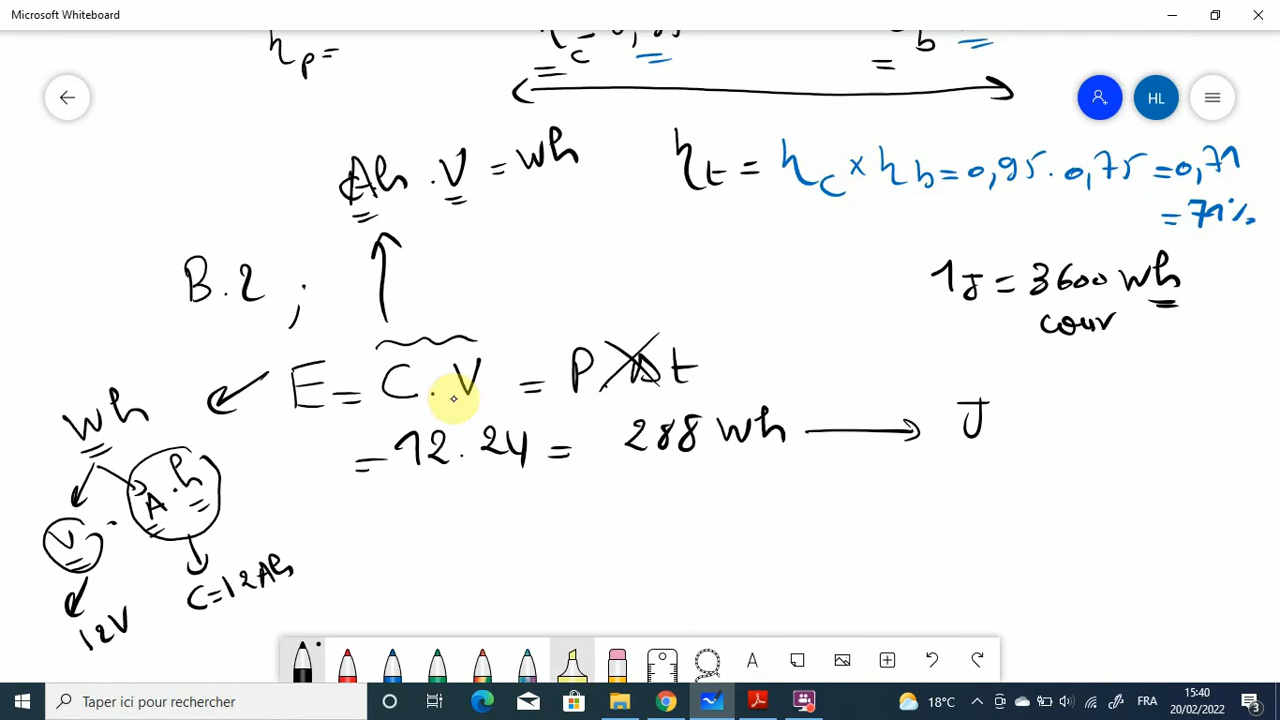 Microsoft Whiteboard
ηp=
HL
Ah . V = Wh
ηt = ηc × ηb = 0,95 . 0,75 = 0,71
= 71%
B.2 ;
1J = 3600 Wh
cour
E = C . V = P . Δt
= 12 . 24 = 288 Wh → J
Wh
V . A.h
C=12Ah
12V
Taper ici pour rechercher
18°C
FRA
15:40
20/02/2022
3